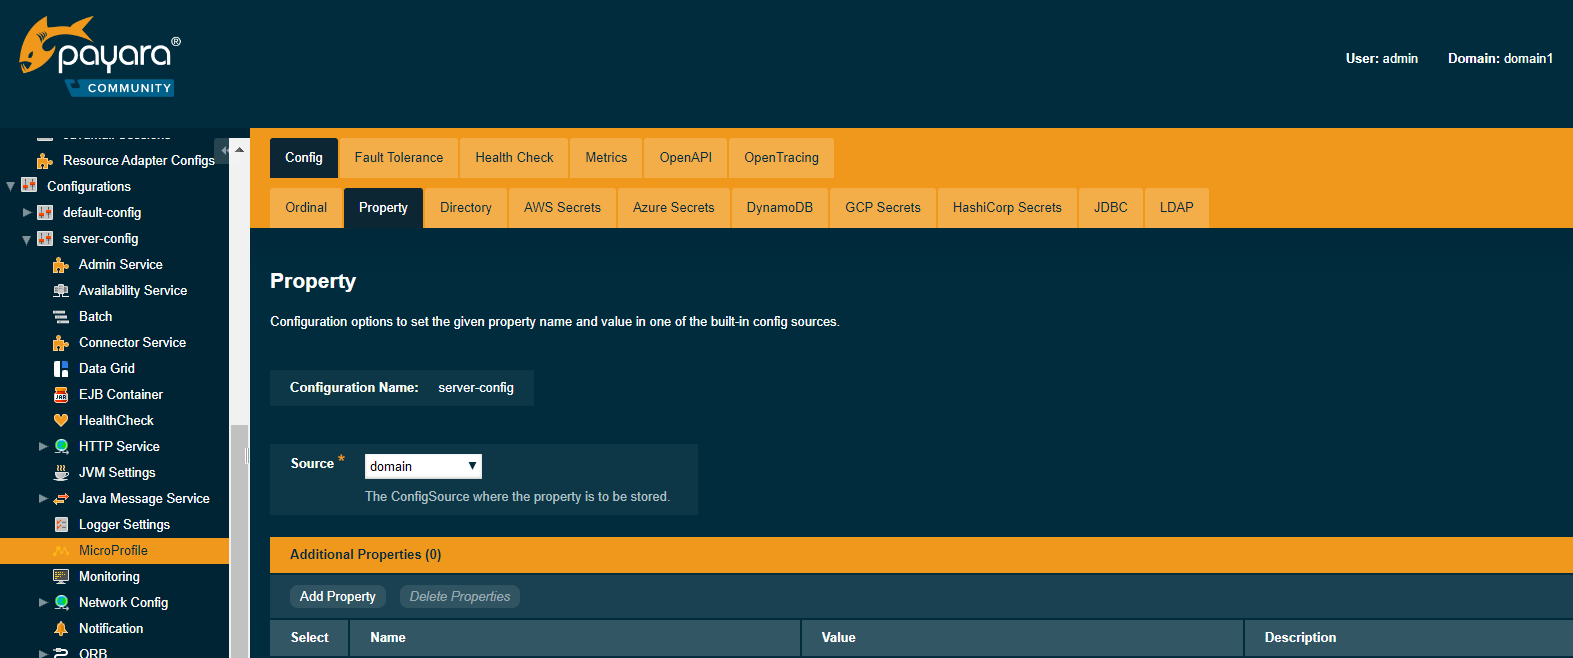 payara®
COMMUNITY
User: admin Domain: domain1
Resource Adapter Configs
Configurations
default-config
server-config
Admin Service
Availability Service
Batch
Connector Service
Data Grid
EJB Container
HealthCheck
HTTP Service
JVM Settings
Java Message Service
Logger Settings
MicroProfile
Monitoring
Network Config
Notification
ORB
Config Fault Tolerance Health Check Metrics OpenAPI OpenTracing
Ordinal Property Directory AWS Secrets Azure Secrets DynamoDB GCP Secrets HashiCorp Secrets JDBC LDAP
Property
Configuration options to set the given property name and value in one of the built-in config sources.
Configuration Name: server-config
Source * domain
The ConfigSource where the property is to be stored.
Additional Properties (0)
Add Property Delete Properties
Select Name Value Description